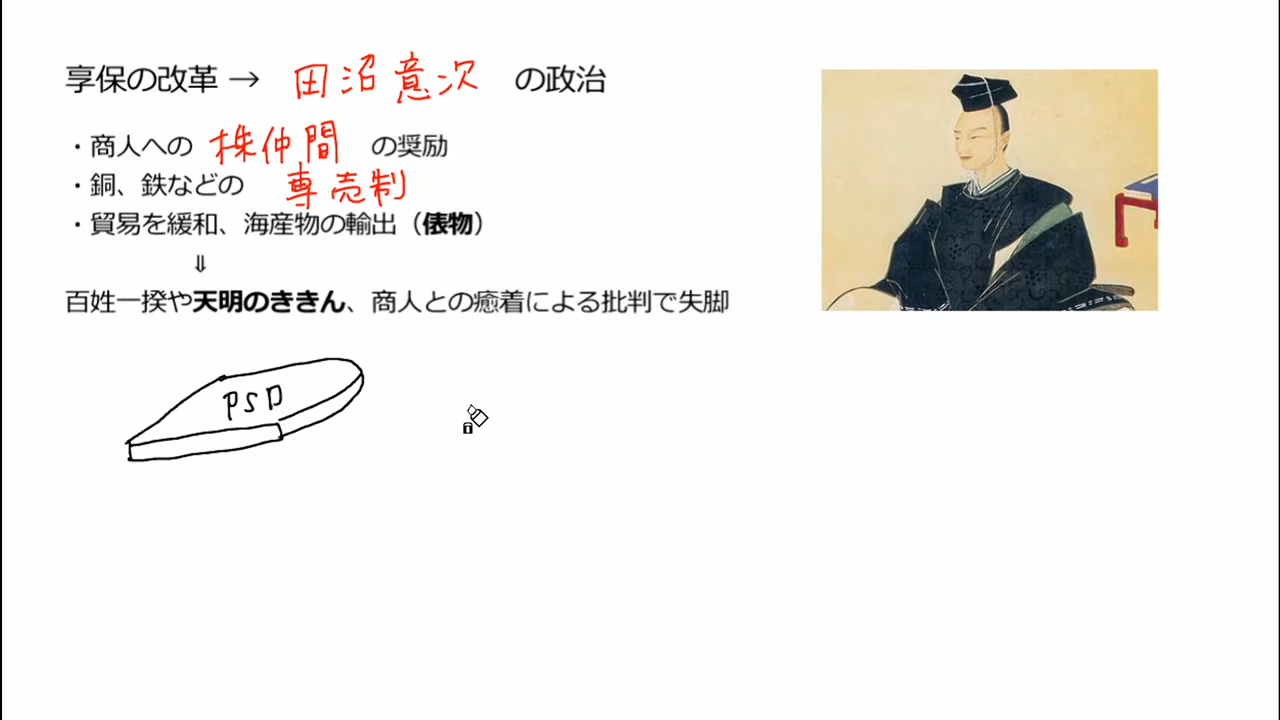 享保の改革 → 田沼意次 の政治
・商人への 株仲間 の奨励
・銅、鉄などの 専売制
・貿易を緩和、海産物の輸出（俵物）
⇓
百姓一揆や天明のききん、商人との癒着による批判で失脚
PSD